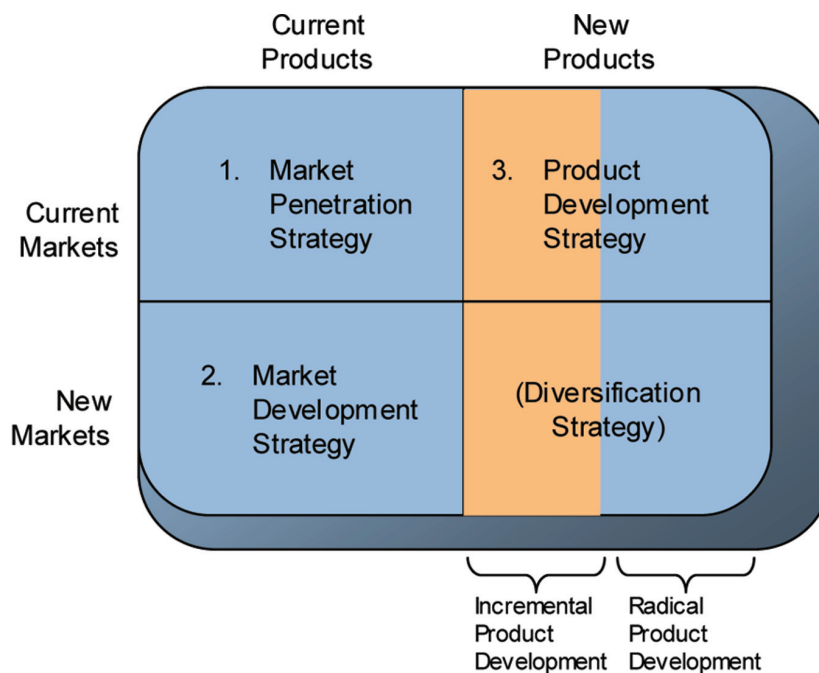 Current
Products
New
Products
Current
Markets
1. Market
Penetration
Strategy
3. Product
Development
Strategy
New
Markets
2. Market
Development
Strategy
(Diversification
Strategy)
Incremental
Product
Development
Radical
Product
Development